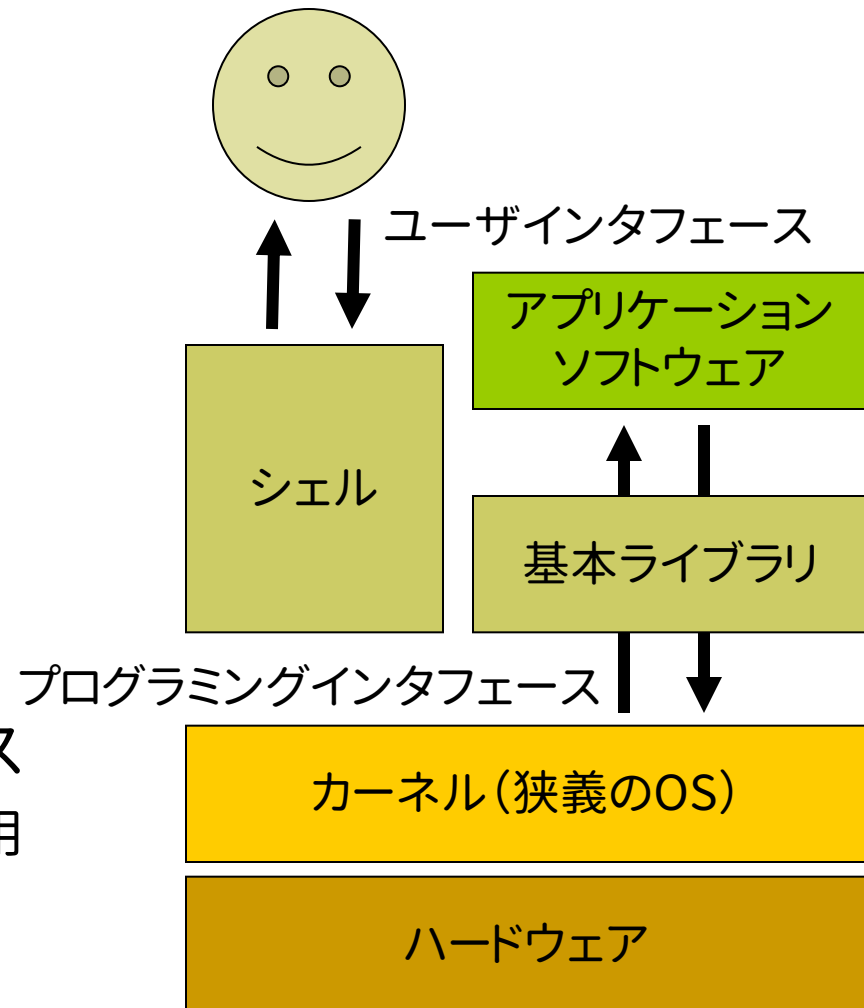 ユーザインタフェース
アプリケーション
ソフトウェア
シェル
基本ライブラリ
プログラミングインタフェース
ス
カーネル（狭義のOS）
用
ハードウェア